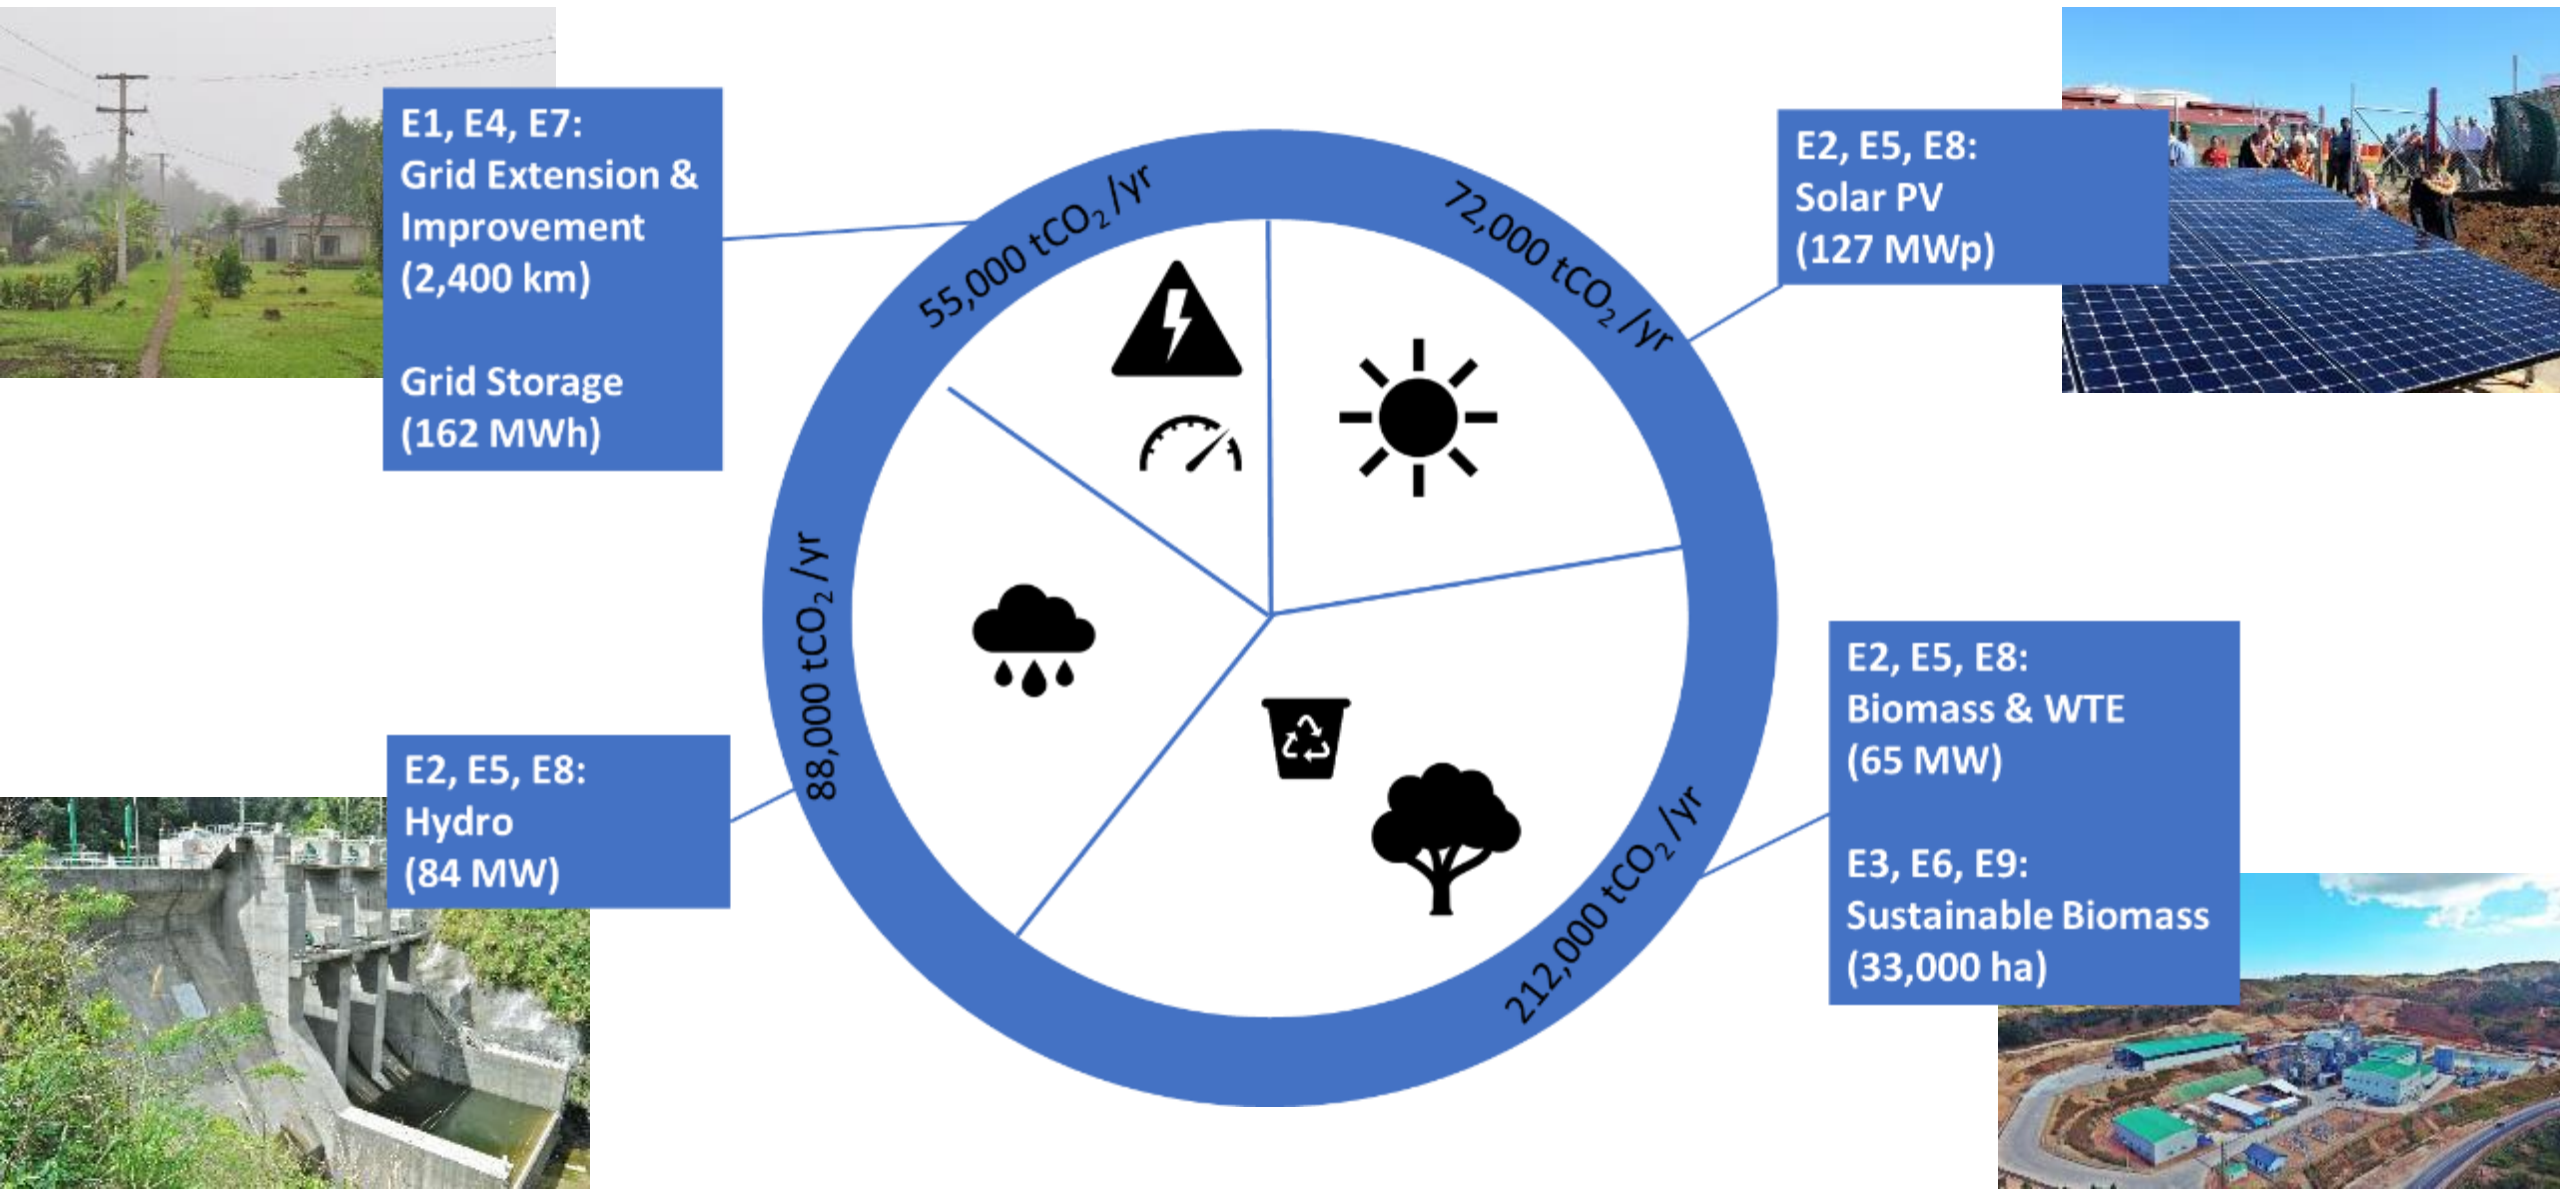 E1, E4, E7:
Grid Extension &
Improvement
(2,400 km)
Grid Storage
(162 MWh)
55,000 tCO₂/yr
72,000 tCO₂/yr
E2, E5, E8:
Solar PV
(127 MWp)
88,000 tCO₂/yr
E2, E5, E8:
Hydro
(84 MW)
212,000 tCO₂/yr
E2, E5, E8:
Biomass & WTE
(65 MW)
E3, E6, E9:
Sustainable Biomass
(33,000 ha)